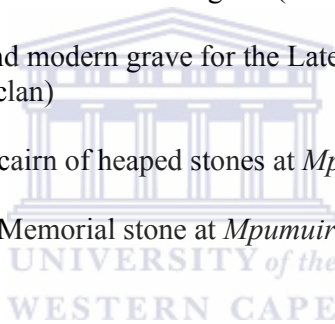 nd modern grave for the Late
clan)
cairn of heaped stones at Mp
Memorial stone at Mpumuir
UNIVERSITY of the
WESTERN CAPE